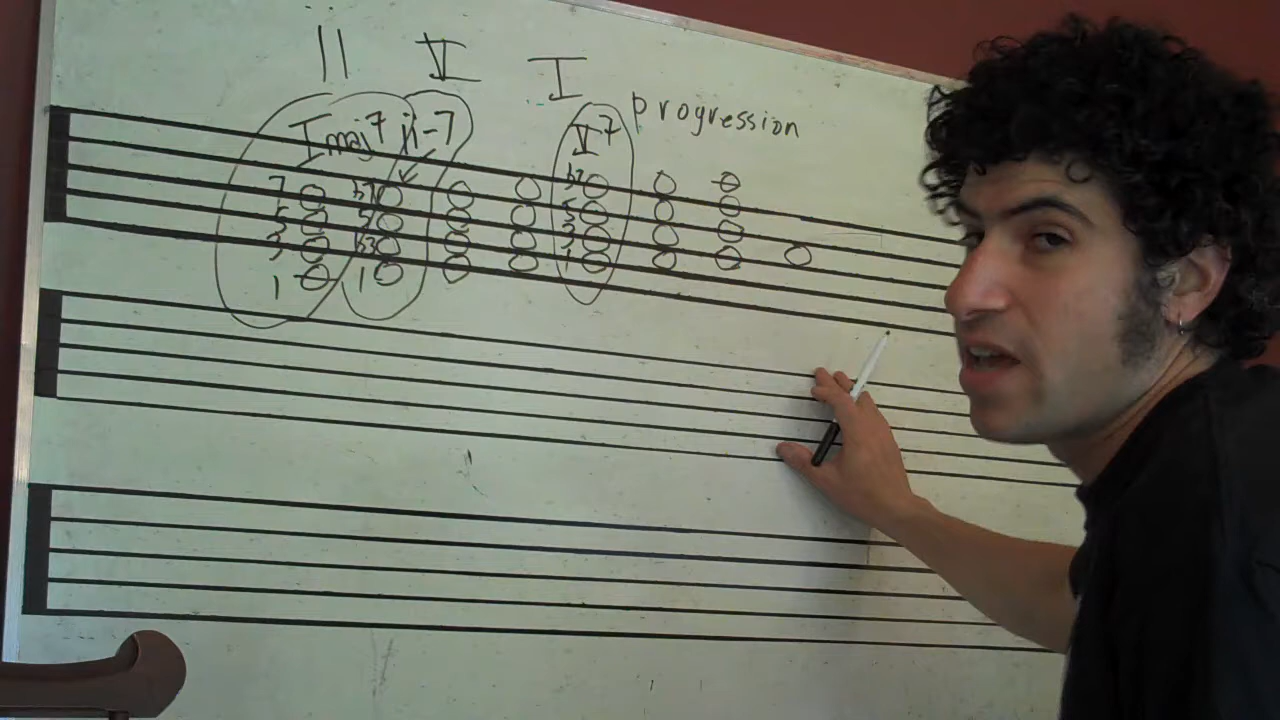 ii V I progression
Imaj7 ii-7 V7
7 b7 b7
5 5 5
3 b3 3
1 1 1